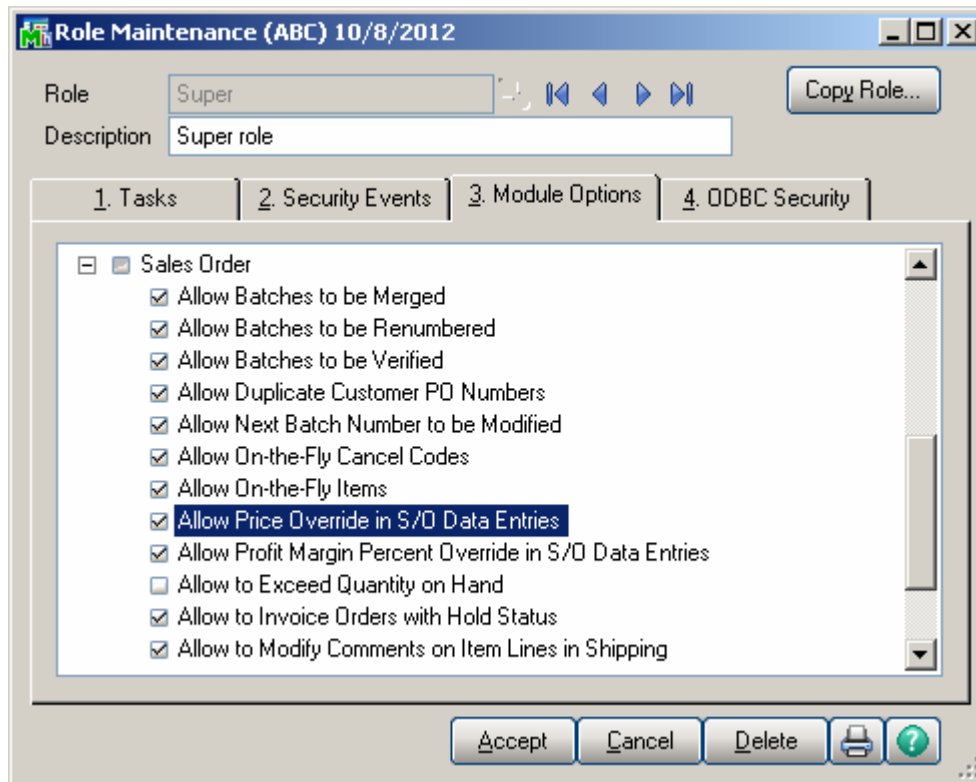 Role Maintenance (ABC) 10/8/2012
Role Super Copy Role...
Description Super role
1. Tasks 2. Security Events 3. Module Options 4. ODBC Security
Sales Order
Allow Batches to be Merged
Allow Batches to be Renumbered
Allow Batches to be Verified
Allow Duplicate Customer PO Numbers
Allow Next Batch Number to be Modified
Allow On-the-Fly Cancel Codes
Allow On-the-Fly Items
Allow Price Override in S/O Data Entries
Allow Profit Margin Percent Override in S/O Data Entries
Allow to Exceed Quantity on Hand
Allow to Invoice Orders with Hold Status
Allow to Modify Comments on Item Lines in Shipping
Accept Cancel Delete ?